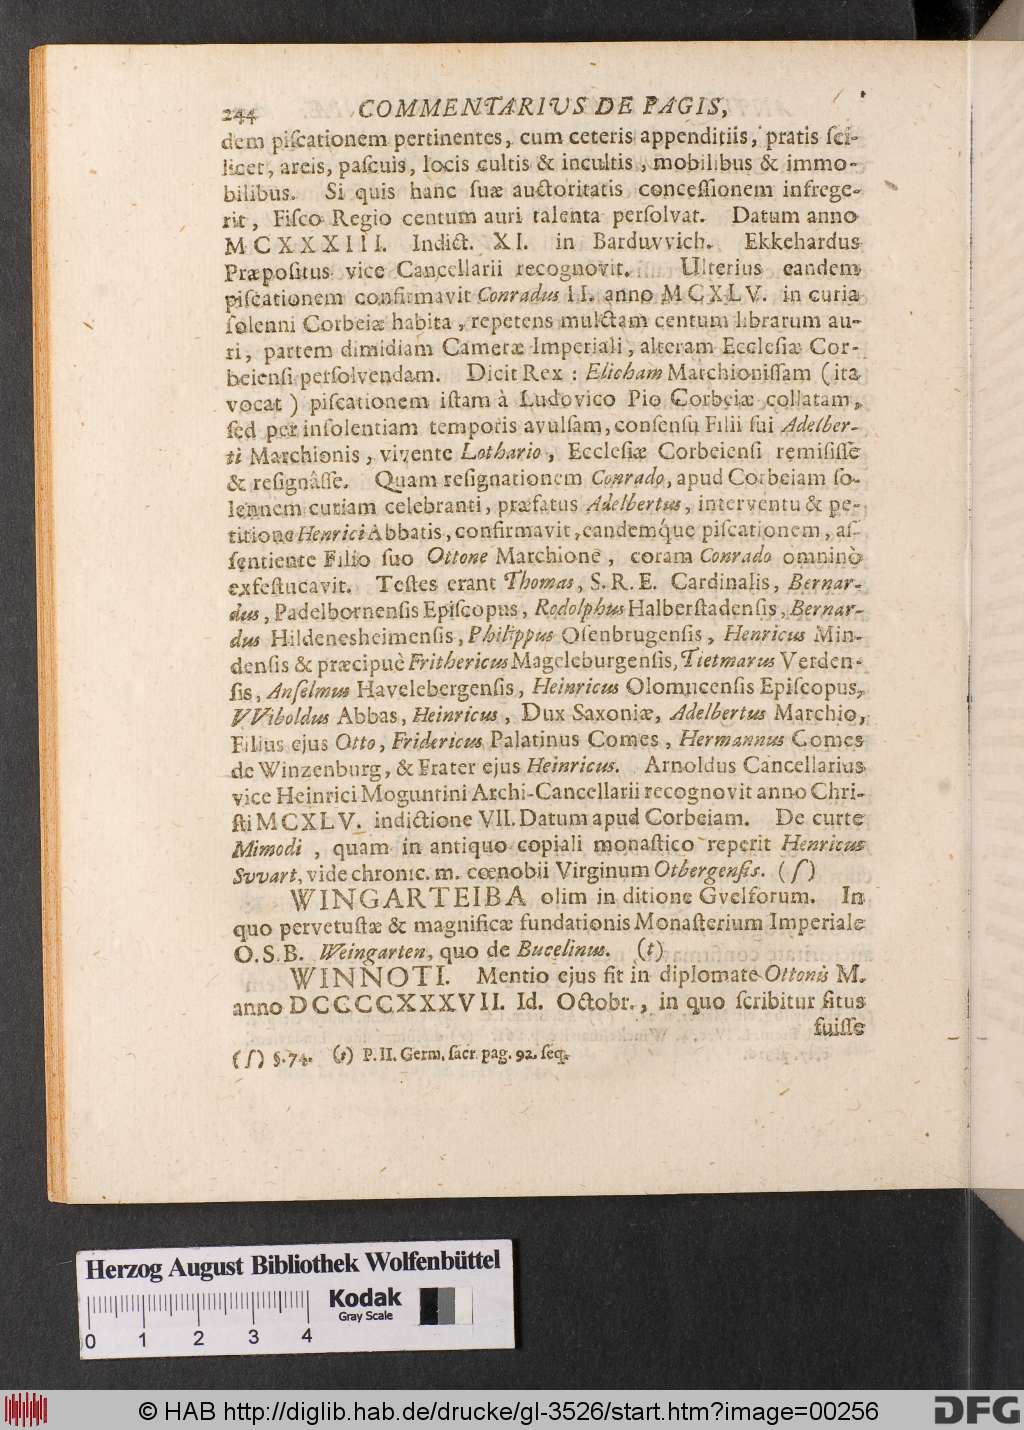 244 COMMENTARIVS DE PAGIS,
dem piſcationem pertinentes, cum ceteris appenditiis, pratis ſci-
licet, areis, paſcuis, locis cultis & incultis, mobilibus & immo-
bilibus. Si quis hanc ſuæ auctoritatis conceſſionem infrege-
rit, Fiſco Regio centum auri talenta perſolvat. Datum anno
MCXXXIII. Indict. XI. in Barduvvich. Ekkehardus
Præpoſitus vice Cancellarii recognovit. Ulterius eandem
piſcationem confirmavit Conradus II. anno MCXLV. in curia
ſolenni Corbeiæ habita, repetens mulctam centum librarum au-
ri, partem dimidiam Cameræ Imperiali, alteram Eccleſiæ Cor-
beienſi perſolvendam. Dicit Rex: Elicham Marchioniſſam (ita
vocat) piſcationem iſtam à Ludovico Pio Corbeiæ collatam,
ſed per inſolentiam temporis avulſam, conſenſu Filii ſui Adelber-
ti Marchionis, vivente Lothario, Eccleſiæ Corbeienſi remiſiſſe
& reſignâſſe. Quam reſignationem Conrado, apud Corbeiam ſo-
lennem curiam celebranti, præfatus Adelbertus, interventu & pe-
titione Henrici Abbatis, confirmavit, eandemq́ue piſcationem, aſ-
ſentiente Filio ſuo Ottone Marchione, coram Conrado omninò
exfeſtucavit. Teſtes erant Thomas, S. R. E. Cardinalis, Bernar-
dus, Padelbornenſis Epiſcopus, Rodolphus Halberſtadenſis, Bernar-
dus Hildenesheimenſis, Philippus Oſenbrugenſis, Henricus Min-
denſis & præcipuè Frithericus Mageleburgenſis, Tietmarus Verden-
ſis, Anſelmus Havelebergenſis, Heinricus Olomucenſis Epiſcopus,
VViboldus Abbas, Heinricus, Dux Saxoniæ, Adelbertus Marchio,
Filius ejus Otto, Fridericus Palatinus Comes, Hermannus Comes
de Winzenburg, & Frater ejus Heinricus. Arnoldus Cancellarius
vice Heinrici Moguntini Archi-Cancellarii recognovit anno Chri-
ſti MCXLV. indictione VII. Datum apud Corbeiam. De curte
Mimodi, quam in antiquo copiali monaſtico reperit Henricus
Svvart, vide chronic. m. cœnobii Virginum Otbergenſis. (ſ)
WINGARTEIBA olim in ditione Gvelforum. In
quo pervetuſtæ & magnificæ fundationis Monaſterium Imperiale
O.S.B. Weingarten, quo de Bucelinus. (t)
WINNOTI. Mentio ejus fit in diplomate Ottonis M.
anno DCCCCXXXVII. Id. Octobr., in quo ſcribitur ſitus
fuiſſe
(ſ) §. 74. (t) P. II. Germ. ſacr. pag. 92. ſeq.
Herzog August Bibliothek Wolfenbüttel
Kodak
Gray Scale
0 1 2 3 4
© HAB http://diglib.hab.de/drucke/gl-3526/start.htm?image=00256
DFG